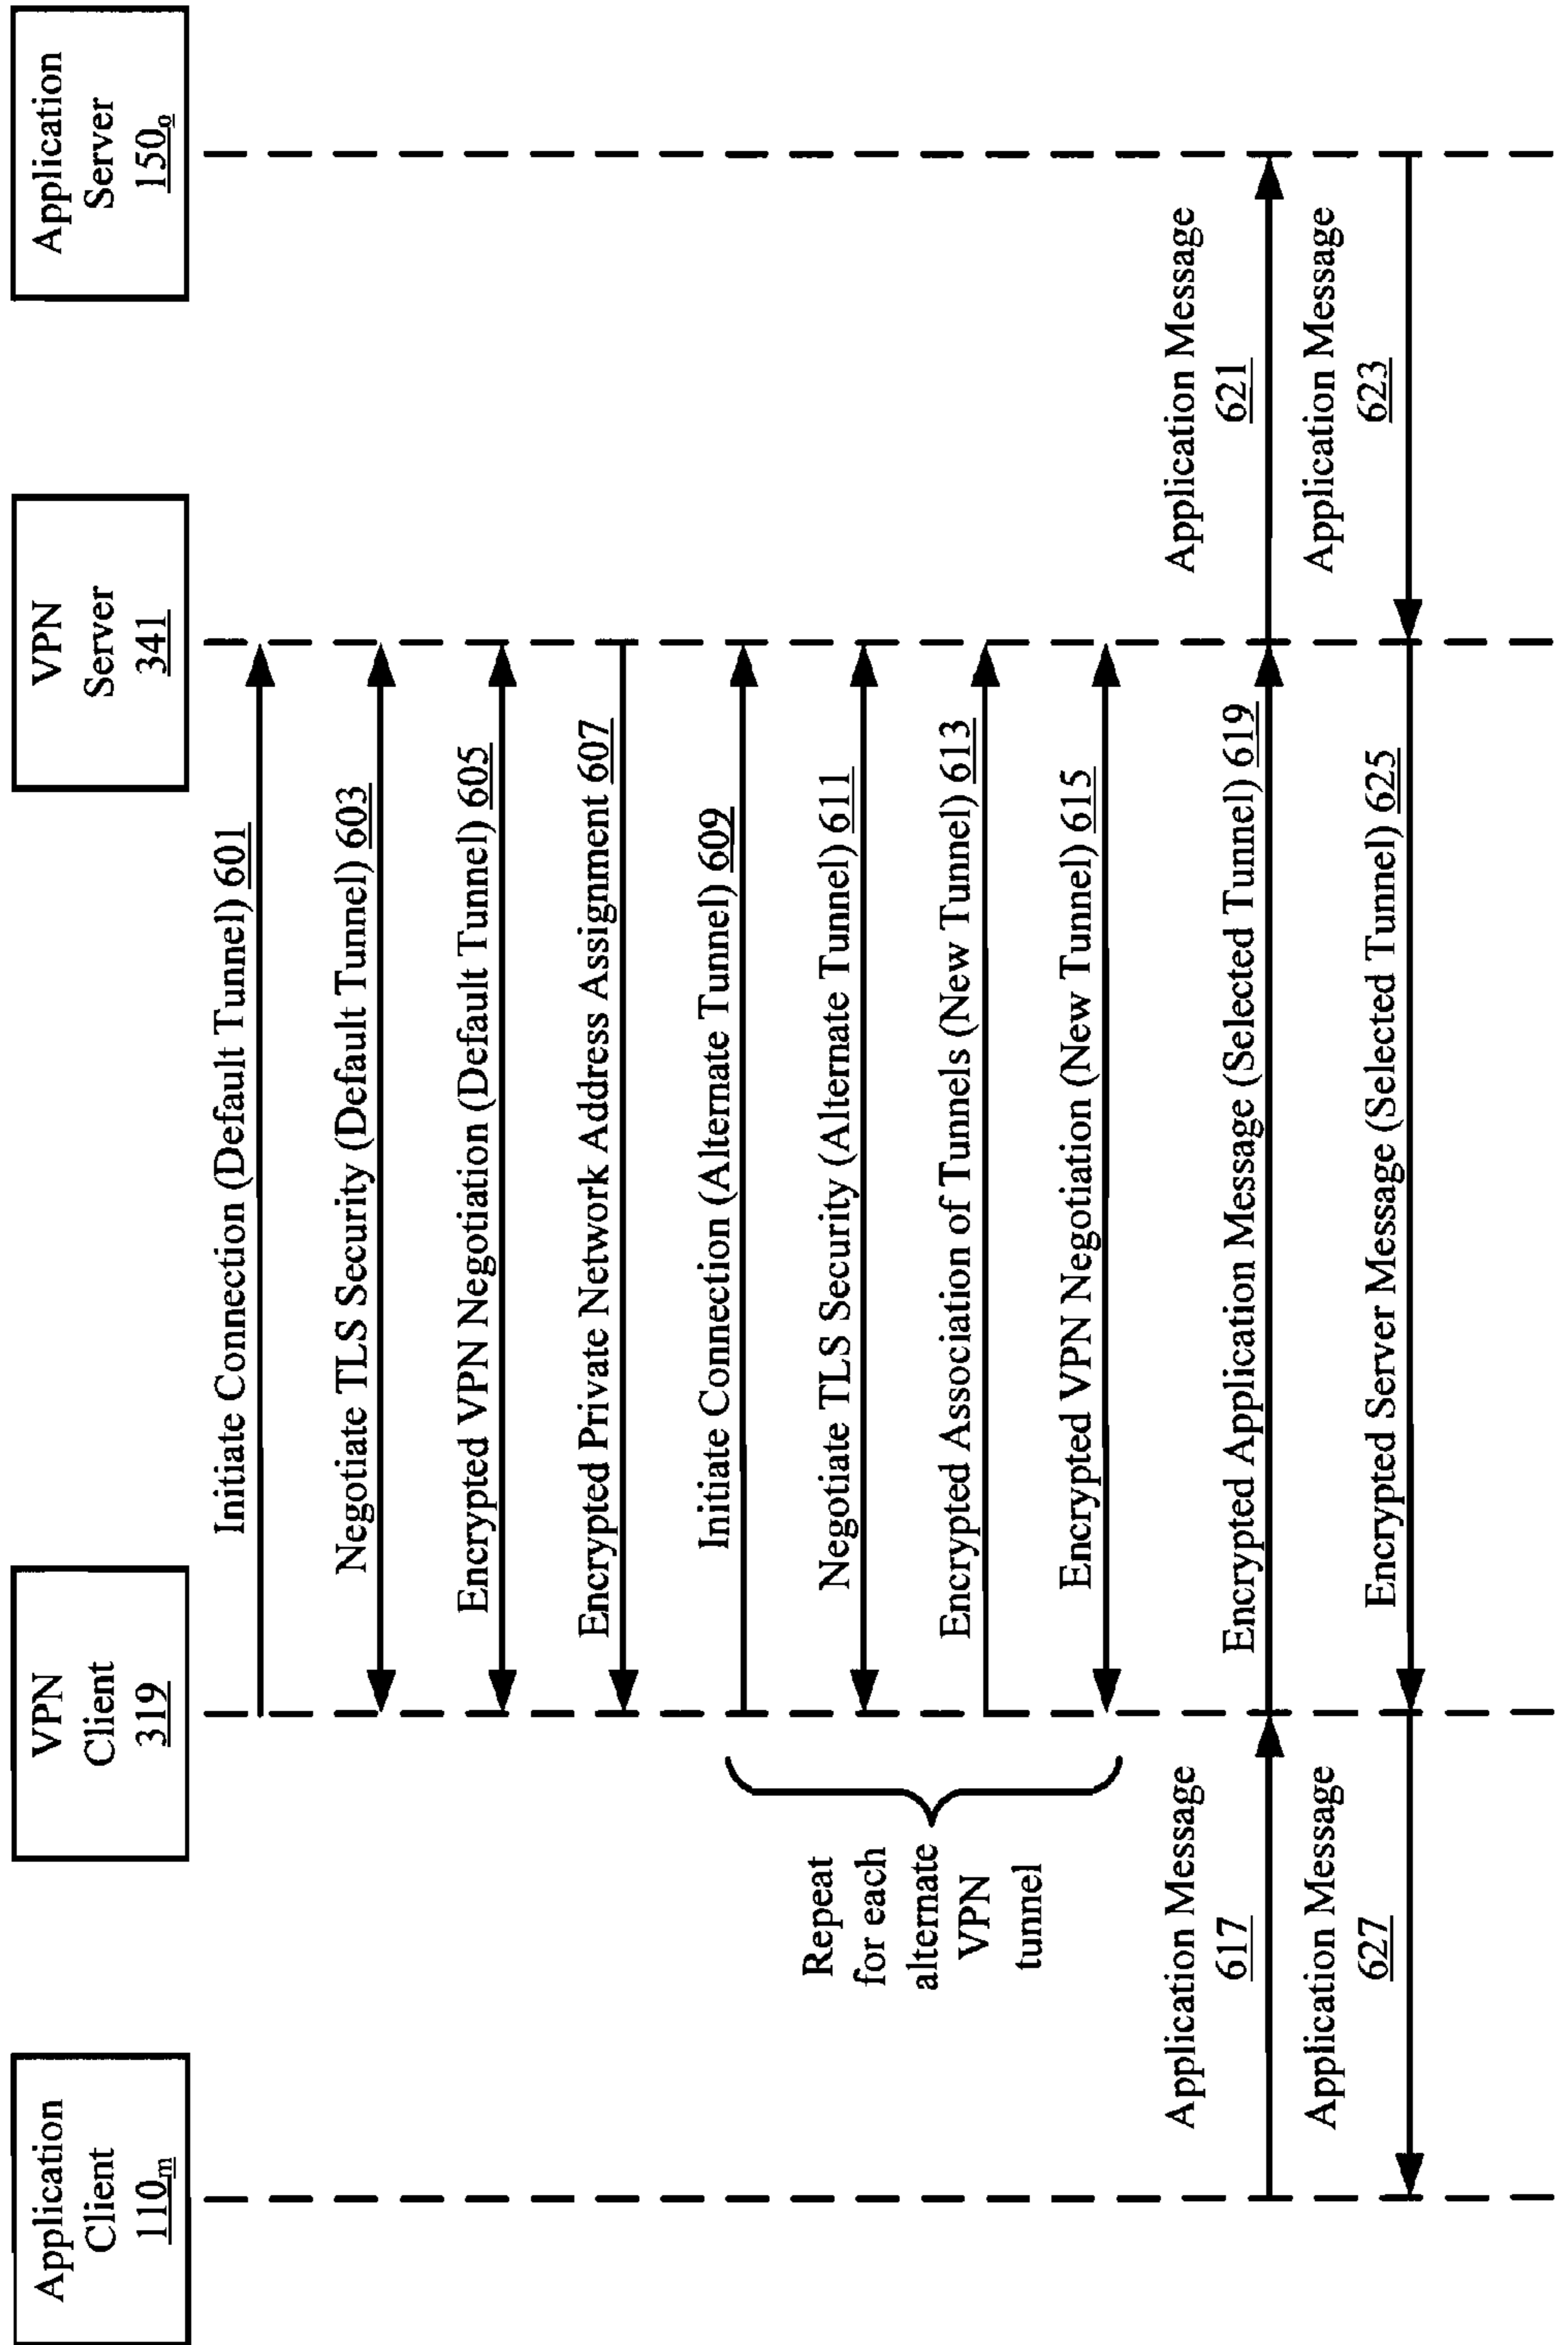 Application
Client
110m
VPN
Client
319
VPN
Server
341
Application
Server
150o
Initiate Connection (Default Tunnel) 601
Negotiate TLS Security (Default Tunnel) 603
Encrypted VPN Negotiation (Default Tunnel) 605
Encrypted Private Network Address Assignment 607
Initiate Connection (Alternate Tunnel) 609
Negotiate TLS Security (Alternate Tunnel) 611
Encrypted Association of Tunnels (New Tunnel) 613
Encrypted VPN Negotiation (New Tunnel) 615
Repeat
for each
alternate
VPN
tunnel
Application Message
617
Encrypted Application Message (Selected Tunnel) 619
Application Message
621
Application Message
623
Encrypted Server Message (Selected Tunnel) 625
Application Message
627